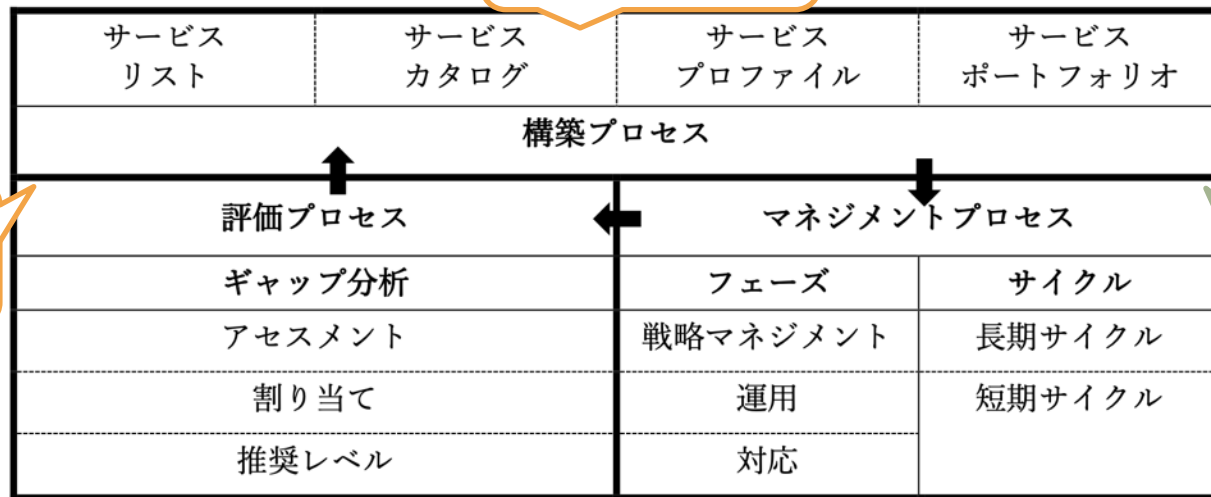 サービス
リスト
サービス
カタログ
サービス
プロファイル
サービス
ポートフォリオ
構築プロセス
評価プロセス
マネジメントプロセス
ギャップ分析
フェーズ
サイクル
アセスメント
戦略マネジメント
長期サイクル
割り当て
運用
短期サイクル
推奨レベル
対応